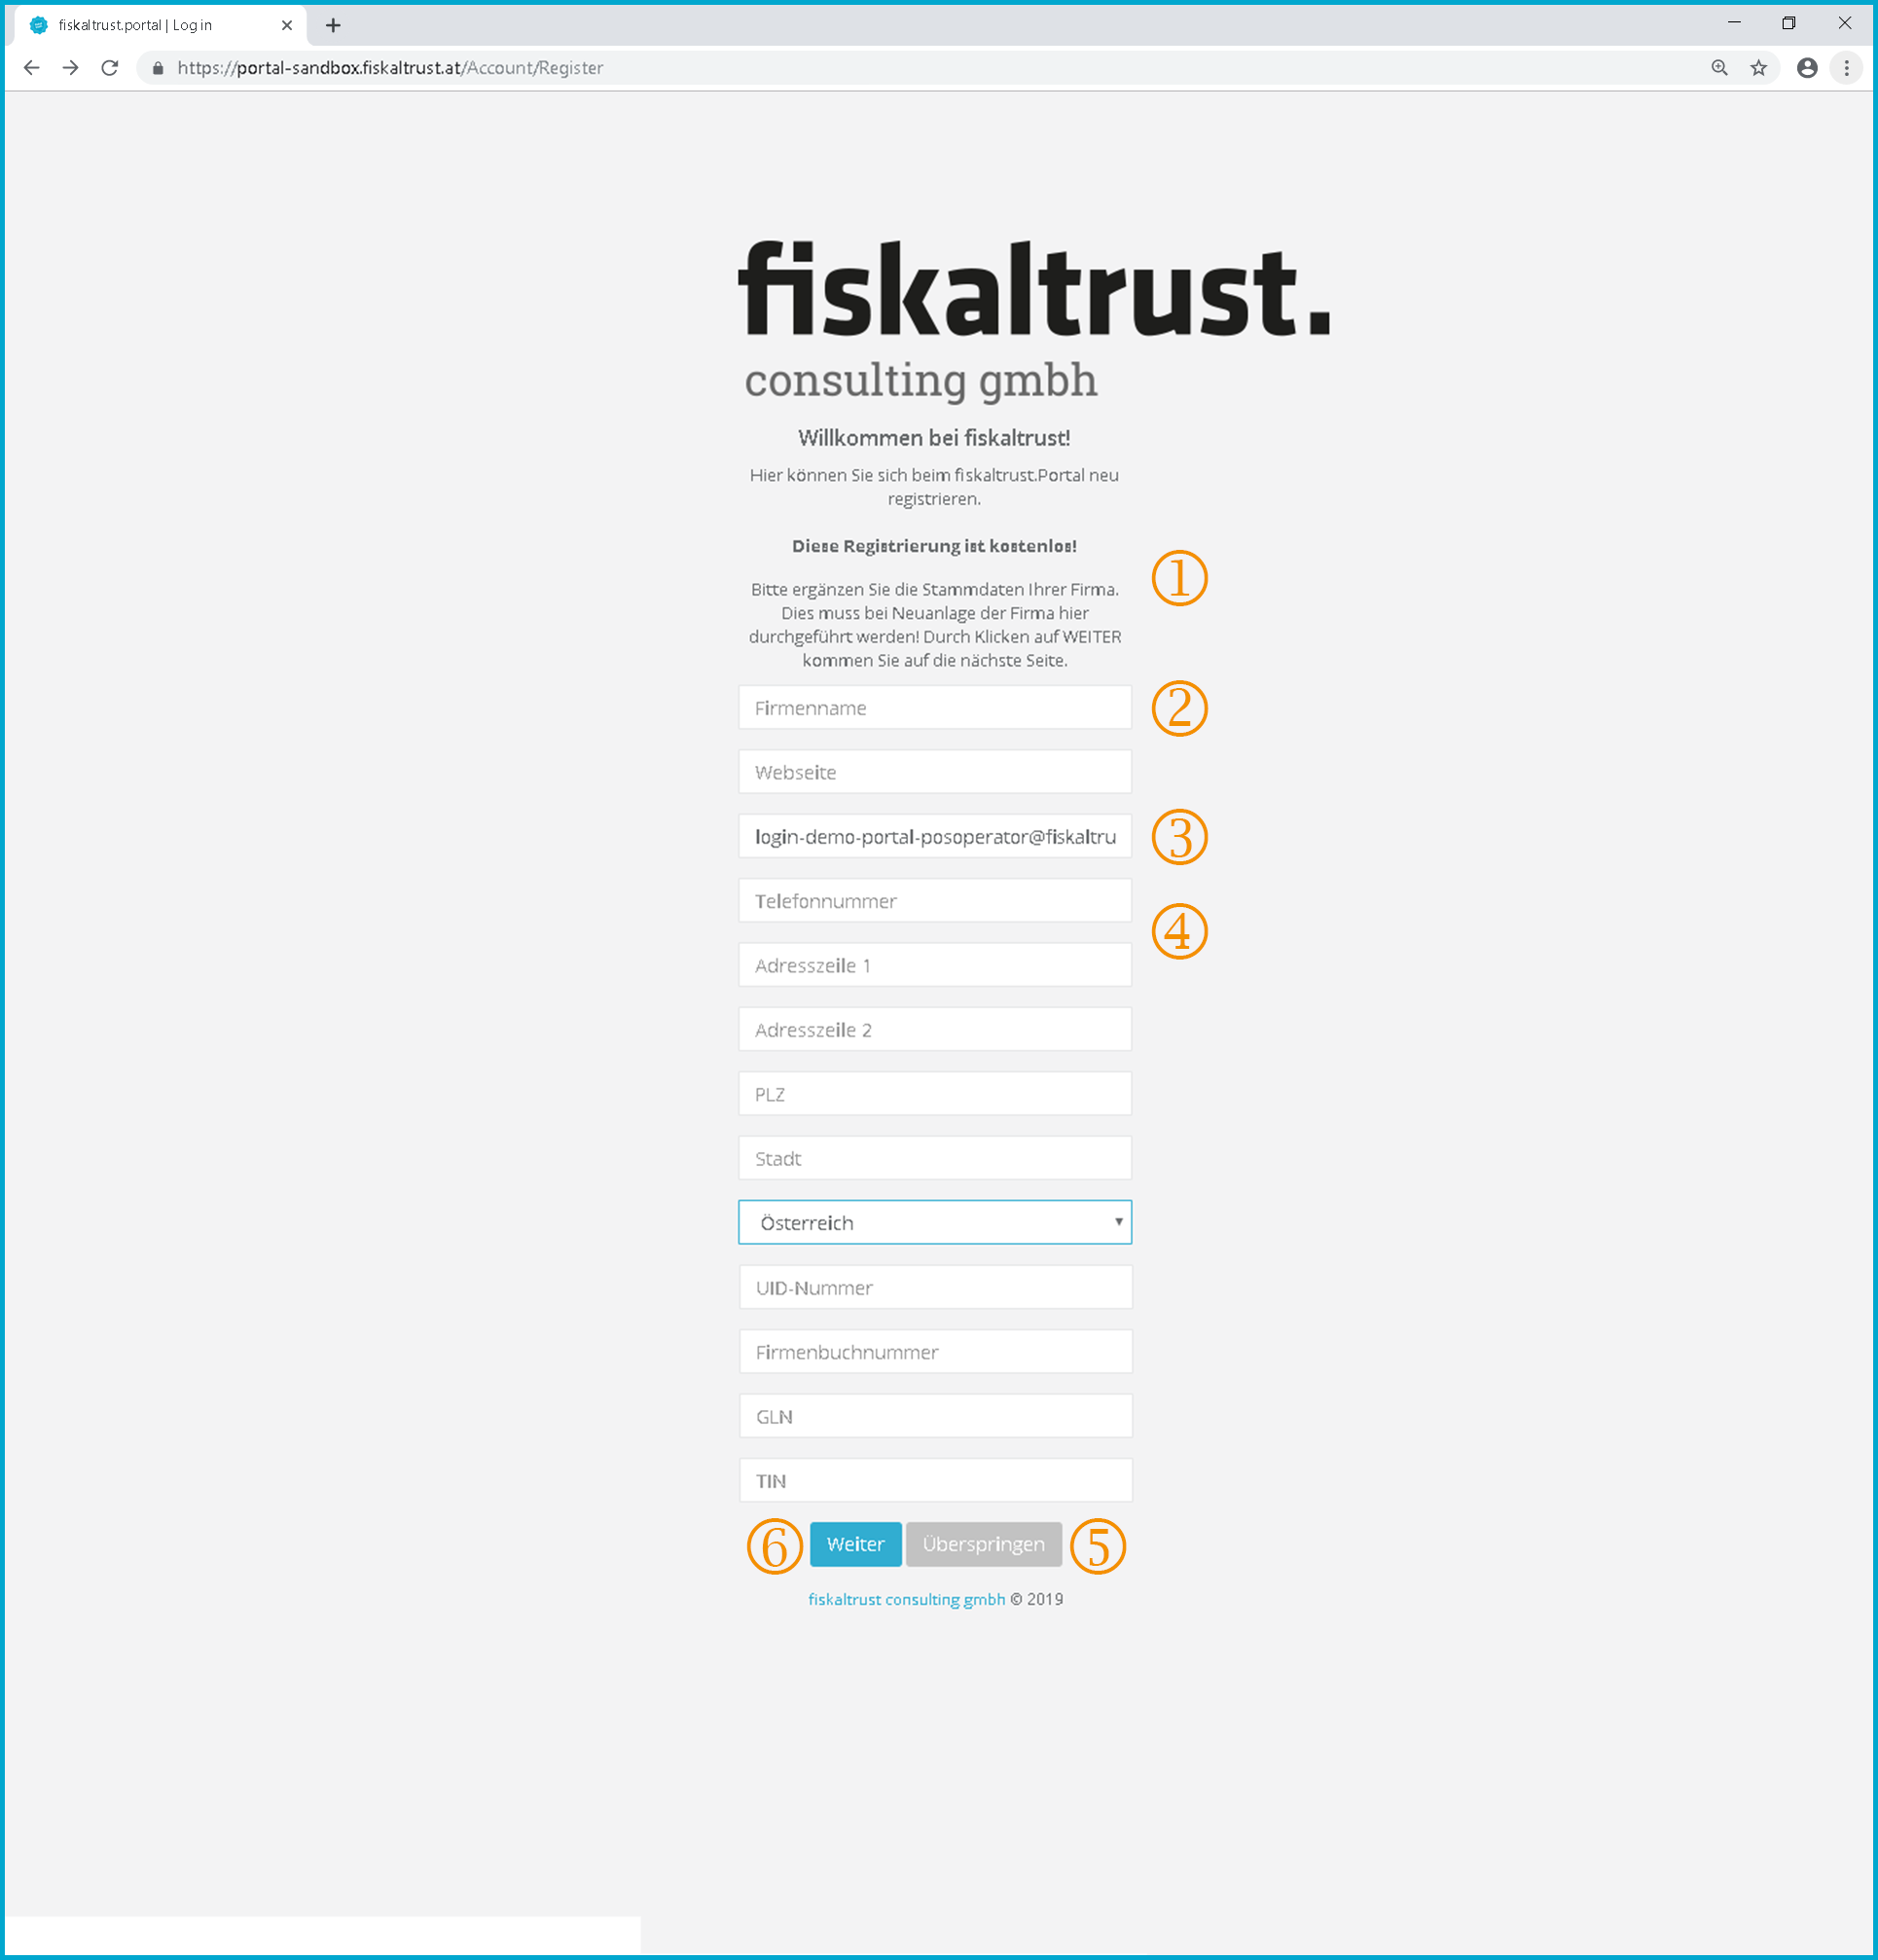 fiskaltrust.portal | Log in
https://portal-sandbox.fiskaltrust.at/Account/Register
fiskaltrust.
consulting gmbh
Willkommen bei fiskaltrust!
Hier können Sie sich beim fiskaltrust.Portal neu
registrieren.
Diese Registrierung ist kostenlos!
①
Bitte ergänzen Sie die Stammdaten Ihrer Firma.
Dies muss bei Neuanlage der Firma hier
durchgeführt werden! Durch Klicken auf WEITER
kommen Sie auf die nächste Seite.
Firmenname ②
Webseite
login-demo-portal-posoperator@fiskaltru ③
Telefonnummer
④
Adresszeile 1
Adresszeile 2
PLZ
Stadt
Österreich
UID-Nummer
Firmenbuchnummer
GLN
TIN
⑥ Weiter Überspringen ⑤
fiskaltrust consulting gmbh © 2019